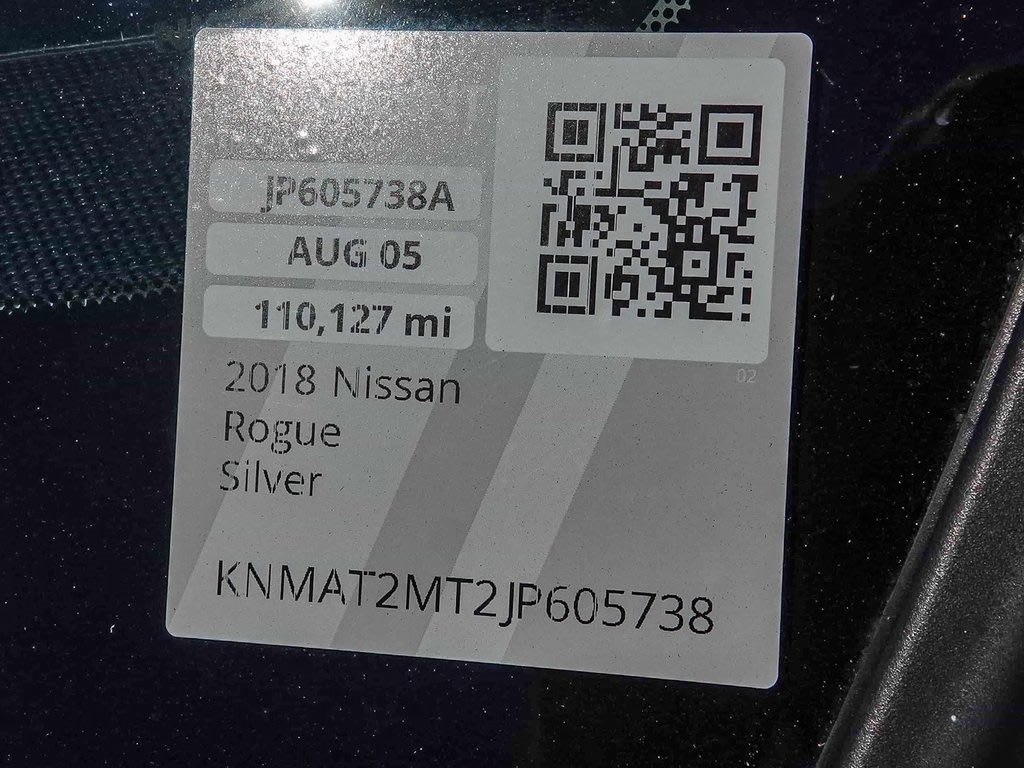 JP605738A
AUG 05
110,127 mi
02
2018 Nissan
Rogue
Silver
KNMAT2MT2JP605738